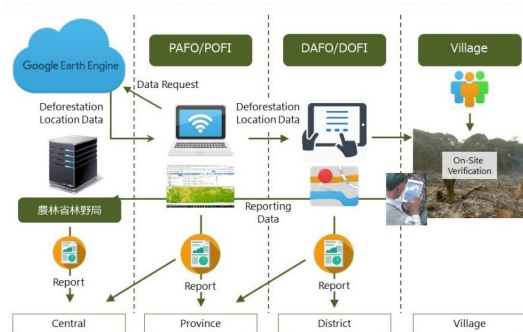 PAFO/POFI
DAFO/DOFI
Village
Google Earth Engine
Data Request
Deforestation
Location Data
Deforestation
Location Data
On-Site
Verification
農林省林野局
Reporting
Data
Report
Report
Report
Central
Province
District
Village